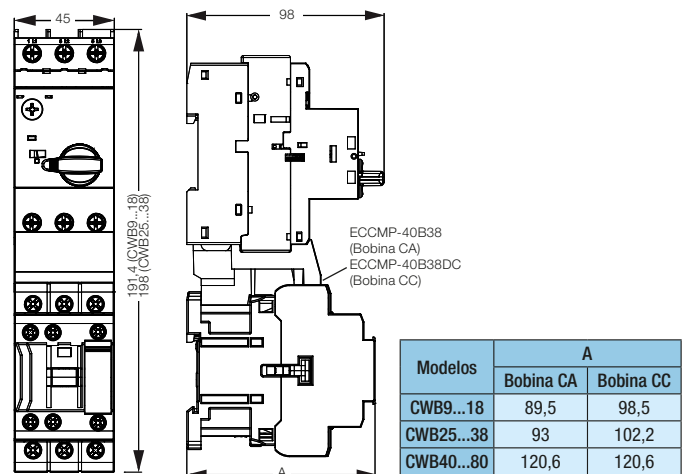 45
98
191,4 (CWB9...18)
198 (CWB25...38)
ECCMP-40B38
(Bobina CA)
ECCMP-40B38DC
(Bobina CC)
A
Modelos A
Bobina CA Bobina CC
CWB9...18 89,5 98,5
CWB25...38 93 102,2
CWB40...80 120,6 120,6